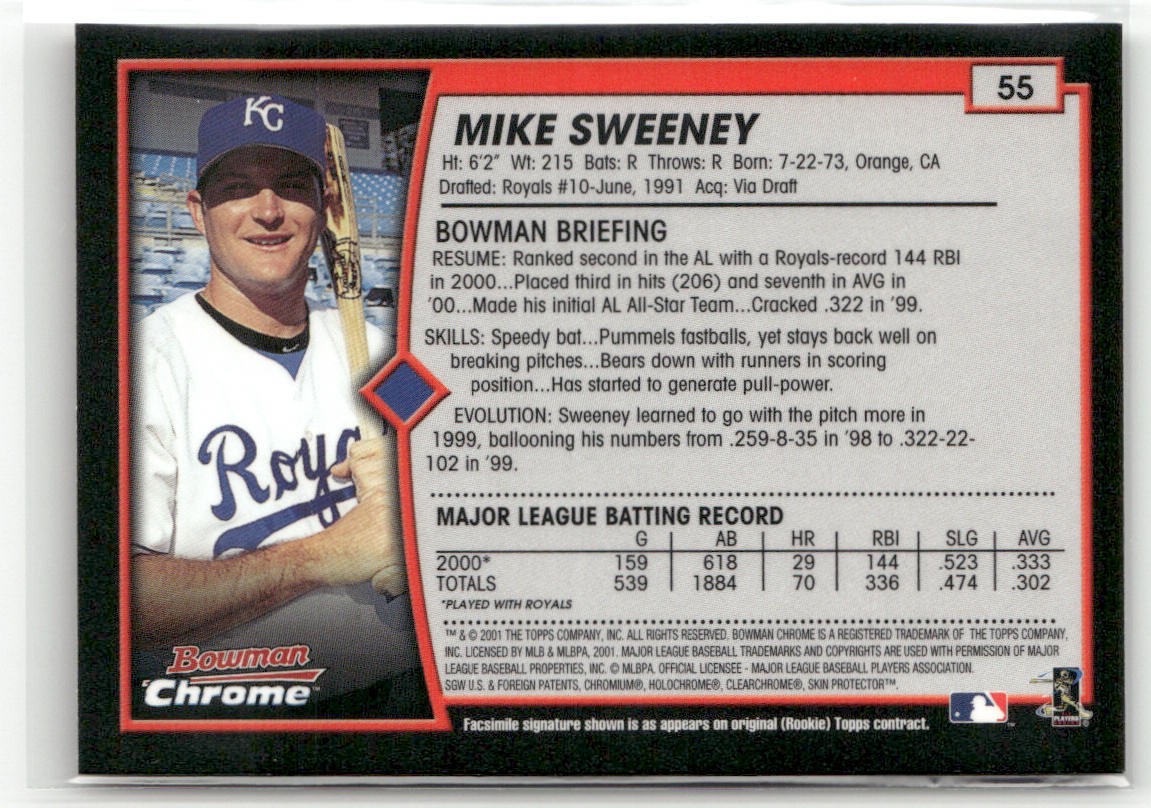 55
KC
Royals
MIKE SWEENEY
Ht: 6'2" Wt: 215 Bats: R Throws: R Born: 7-22-73, Orange, CA
Drafted: Royals #10-June, 1991 Acq: Via Draft
BOWMAN BRIEFING
RESUME: Ranked second in the AL with a Royals-record 144 RBI
in 2000...Placed third in hits (206) and seventh in AVG in
'00...Made his initial AL All-Star Team...Cracked .322 in '99.
SKILLS: Speedy bat...Pummels fastballs, yet stays back well on
breaking pitches...Bears down with runners in scoring
position...Has started to generate pull-power.
EVOLUTION: Sweeney learned to go with the pitch more in
1999, ballooning his numbers from .259-8-35 in '98 to .322-22-
102 in '99.
MAJOR LEAGUE BATTING RECORD
G AB HR RBI SLG AVG
2000* 159 618 29 144 .523 .333
TOTALS 539 1884 70 336 .474 .302
*PLAYED WITH ROYALS
™ & © 2001 THE TOPPS COMPANY, INC. ALL RIGHTS RESERVED. BOWMAN CHROME IS A REGISTERED TRADEMARK OF THE TOPPS COMPANY,
INC. LICENSED BY MLB & MLBPA, 2001. MAJOR LEAGUE BASEBALL TRADEMARKS AND COPYRIGHTS ARE USED WITH PERMISSION OF MAJOR
LEAGUE BASEBALL PROPERTIES, INC. © MLBPA. OFFICIAL LICENSEE - MAJOR LEAGUE BASEBALL PLAYERS ASSOCIATION.
SGW U.S. & FOREIGN PATENTS, CHROMIUM®, HOLOCHROME®, CLEARCHROME®, SKIN PROTECTOR™.
Bowman
Chrome™
Facsimile signature shown is as appears on original (Rookie) Topps contract.
PLAYERS